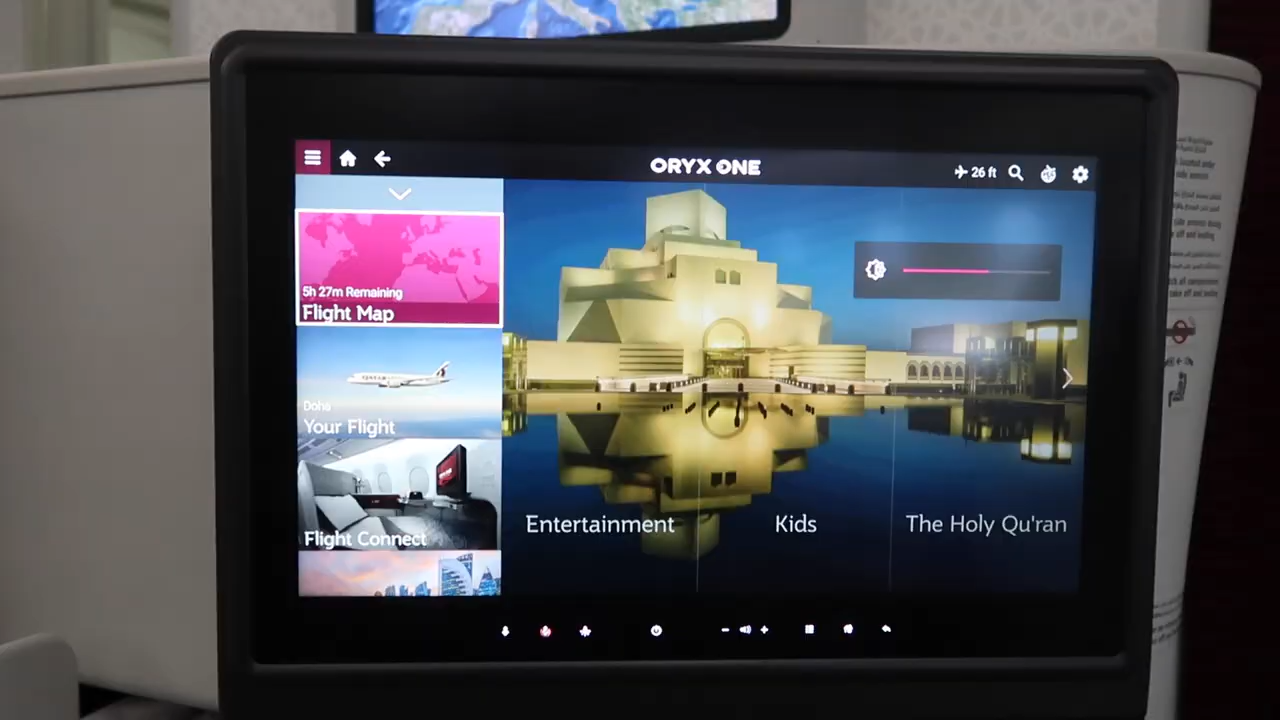 ORYX ONE
26 ft
5h 27m Remaining
Flight Map
QATAR
Doha
Your Flight
Flight Connect
Entertainment
Kids
The Holy Qu'ran